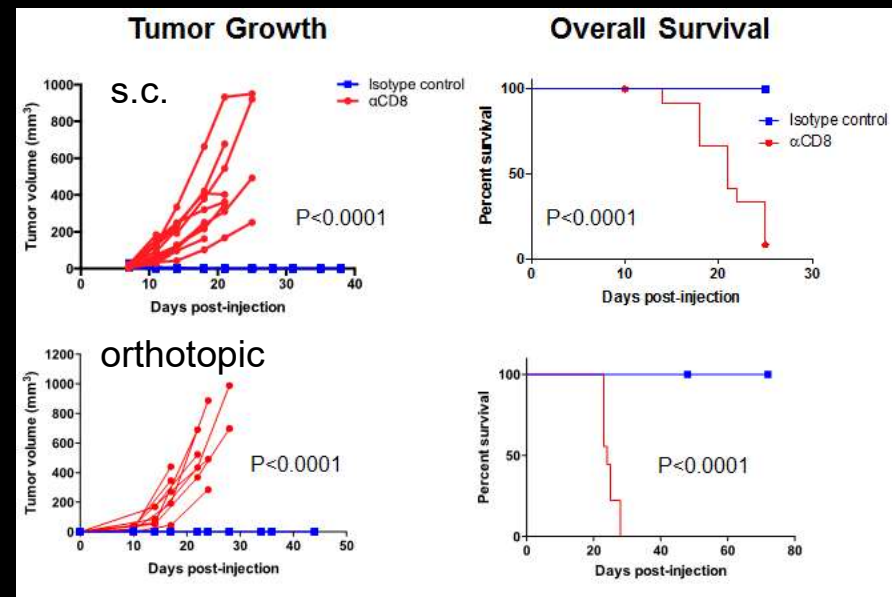 Tumor Growth
Overall Survival
s.c.
Isotype control
αCD8
Tumor volume (mm³)
1000
800
600
400
200
0
P<0.0001
0 10 20 30 40
Days post-injection
Percent survival
100
50
0
Isotype control
αCD8
P<0.0001
0 10 20 30
Days post-injection
orthotopic
Tumor volume (mm³)
1200
1000
800
600
400
200
0
P<0.0001
0 10 20 30 40 50
Days post-injection
Percent survival
100
50
0
P<0.0001
0 20 40 60 80
Days post-injection